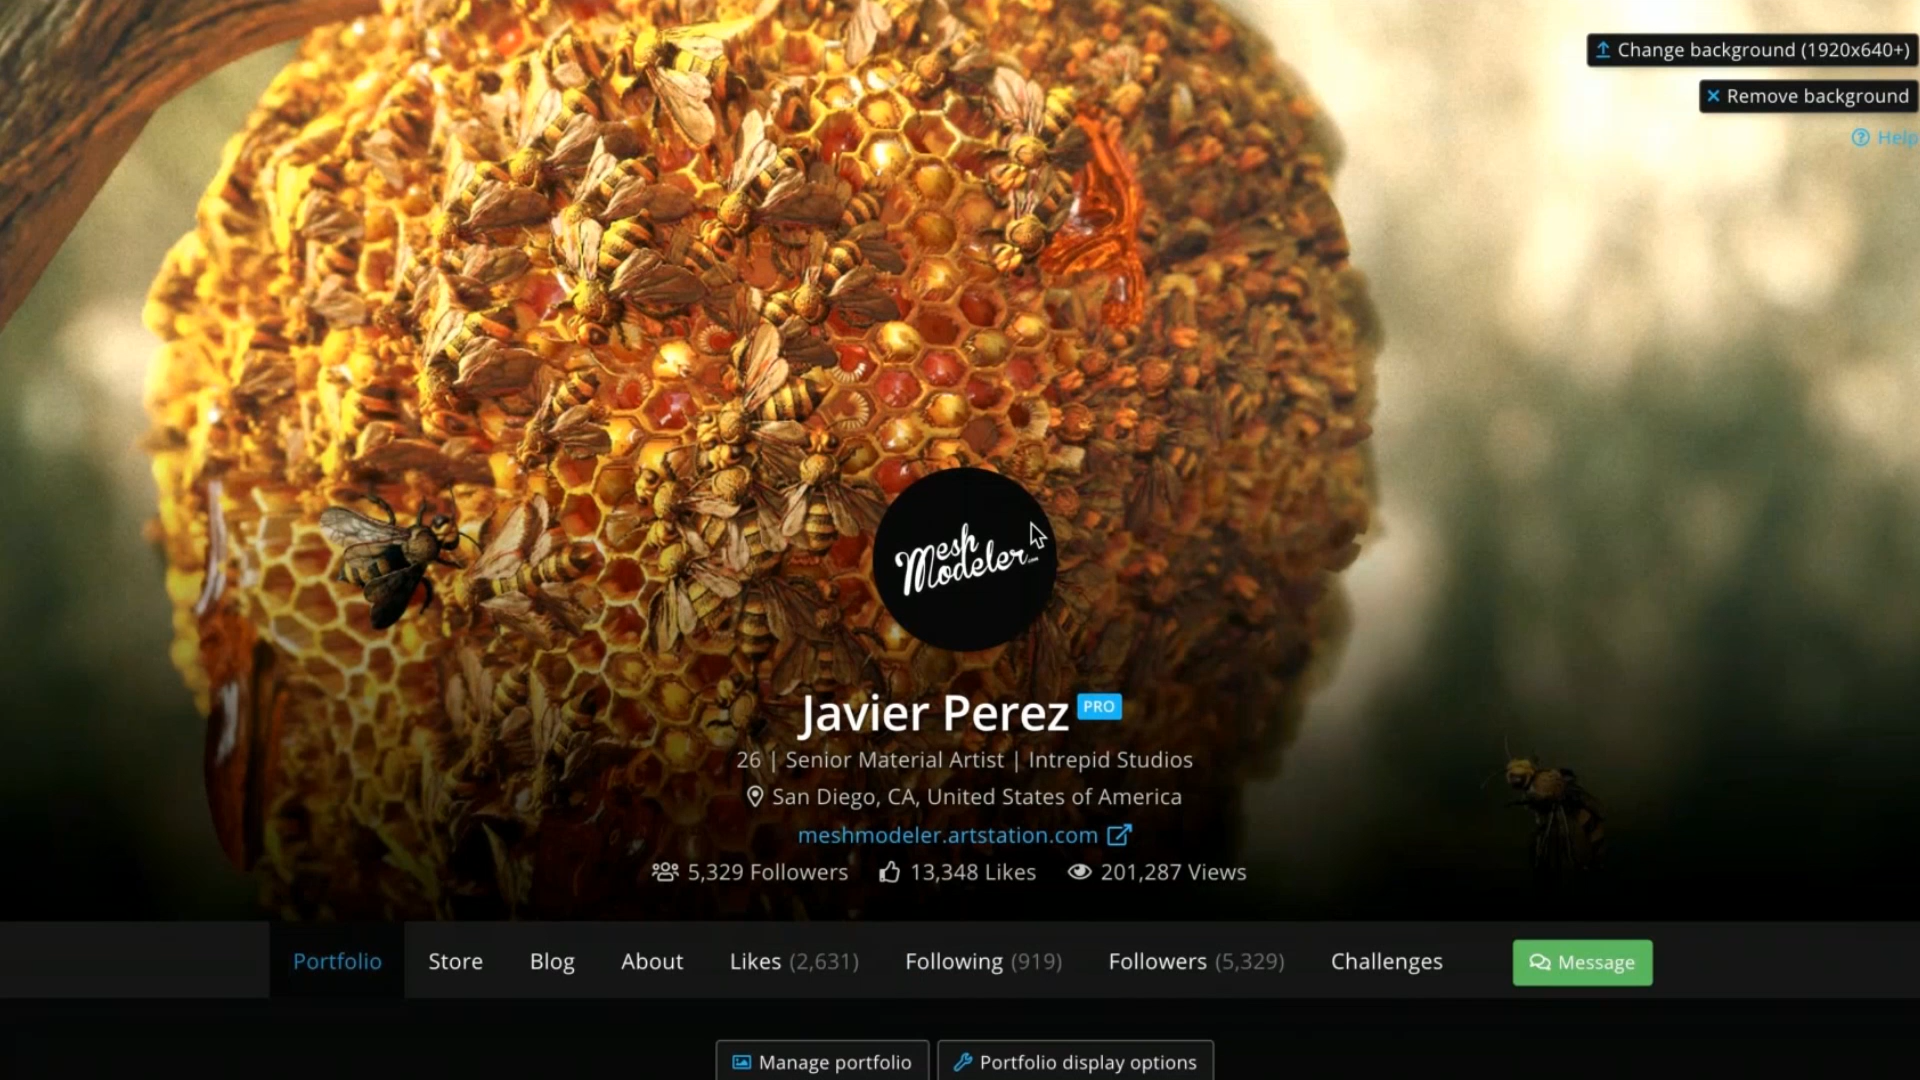 Change background (1920x640+)
Remove background
Help
Mesh
Modeler
Javier Perez PRO
26 | Senior Material Artist | Intrepid Studios
San Diego, CA, United States of America
meshmodeler.artstation.com
5,329 Followers 13,348 Likes 201,287 Views
Portfolio Store Blog About Likes (2,631) Following (919) Followers (5,329) Challenges Message
Manage portfolio Portfolio display options